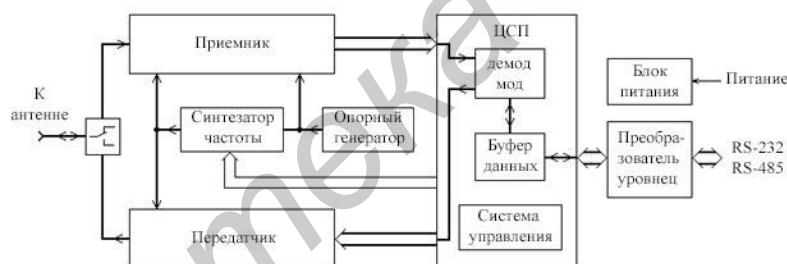 Приемник
ЦСП
демод
мод
Блок
питания
Питание
К
антенне
Синтезатор
частоты
Опорный
генератор
Буфер
данных
Преобра-
зователь
уровнец
RS-232
RS-485
Передатчик
Система
управления
тека